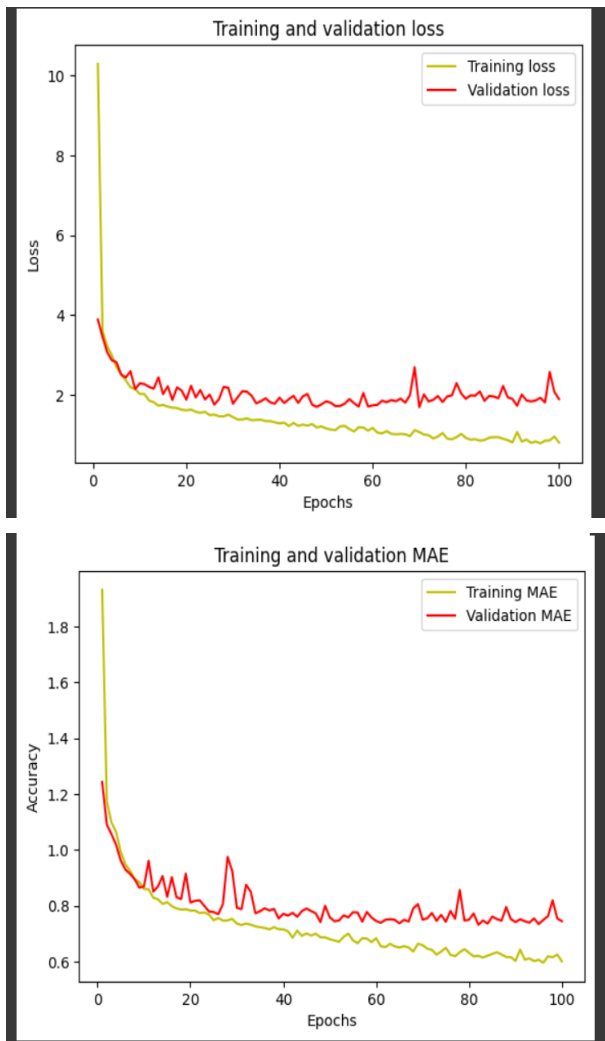 Training and validation loss
Training loss
Validation loss
10
8
6
4
2
Loss
0
20
40
60
80
100
Epochs
Training and validation MAE
Training MAE
Validation MAE
1.8
1.6
1.4
1.2
1.0
0.8
0.6
Accuracy
0
20
40
60
80
100
Epochs